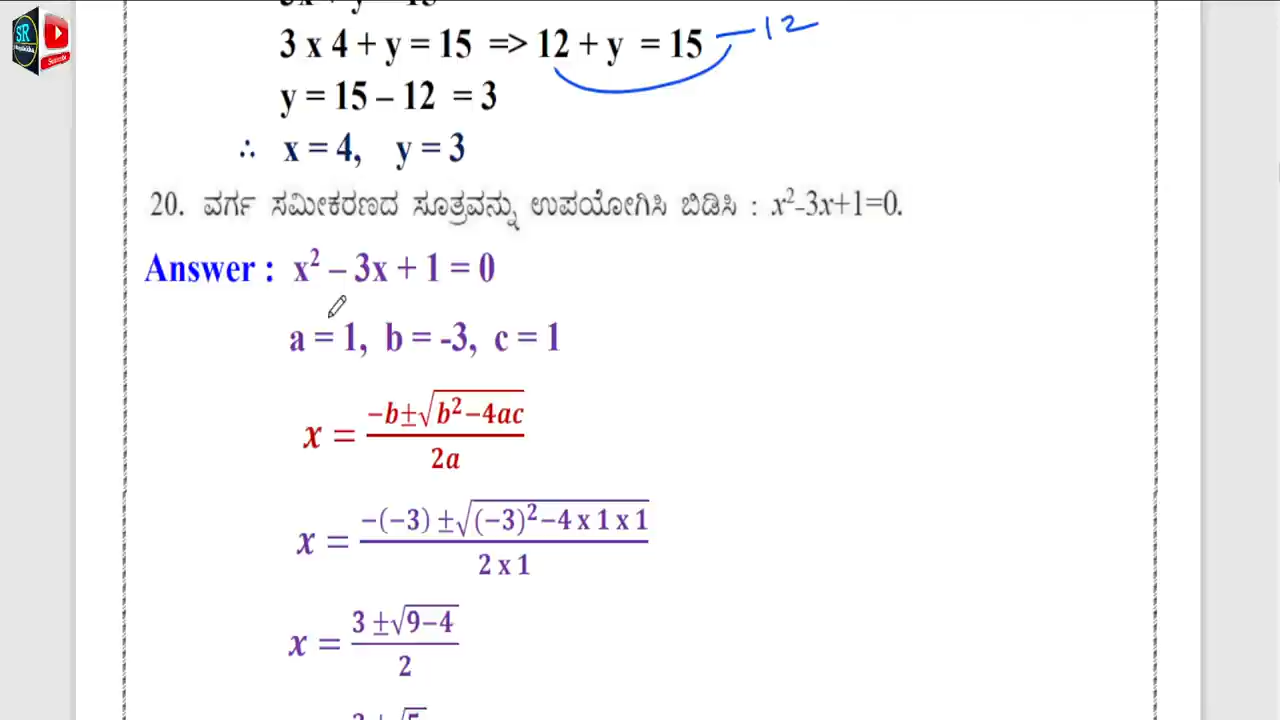 SR
3 x 4 + y = 15 => 12 + y = 15 –12
y = 15 – 12 = 3
∴ x = 4, y = 3
20. ವರ್ಗ ಸಮೀಕರಣದ ಸೂತ್ರವನ್ನು ಉಪಯೋಗಿಸಿ ಬಿಡಿಸಿ : x²-3x+1=0.
Answer : x² – 3x + 1 = 0
a = 1, b = -3, c = 1
x = (−b±√(b²−4ac))/(2a)
x = (−(−3) ±√((−3)²−4 x 1 x 1))/(2 x 1)
x = (3 ±√(9−4))/2